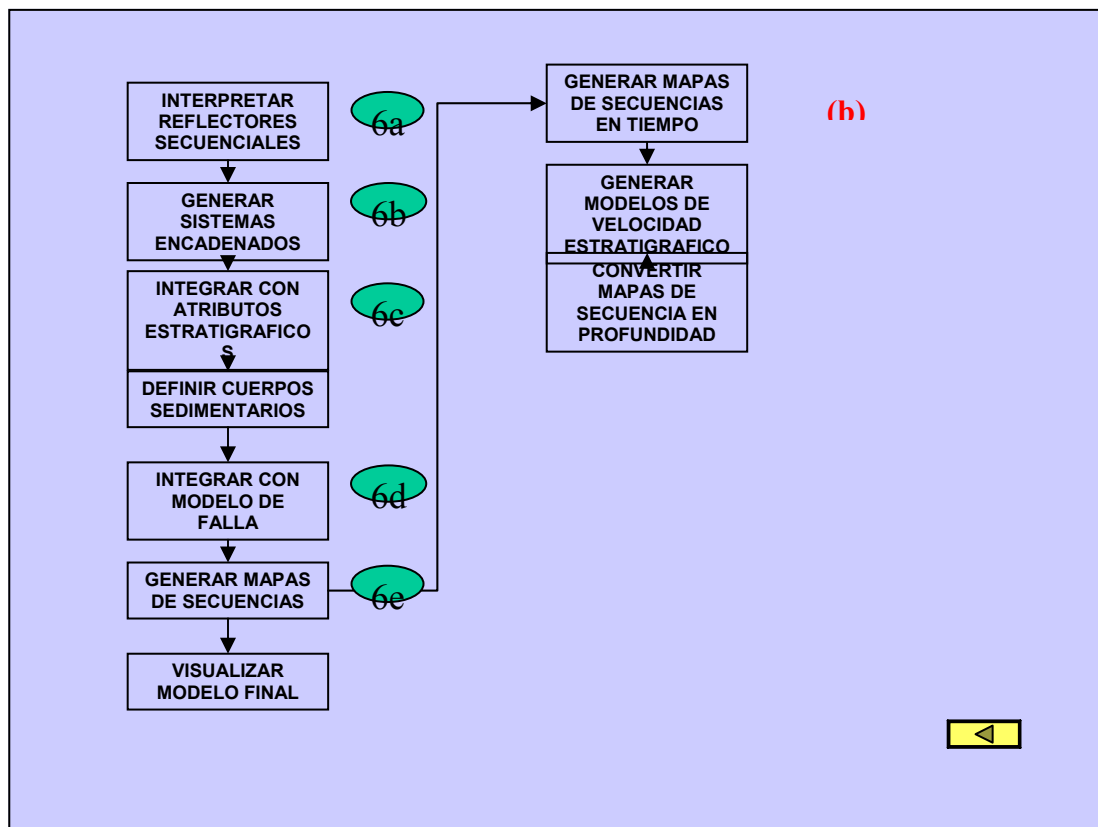 INTERPRETAR
REFLECTORES
SECUENCIALES
6a
GENERAR
SISTEMAS
ENCADENADOS
6b
INTEGRAR CON
ATRIBUTOS
ESTRATIGRAFICO
S
6c
DEFINIR CUERPOS
SEDIMENTARIOS
INTEGRAR CON
MODELO DE
FALLA
6d
GENERAR MAPAS
DE SECUENCIAS
6e
VISUALIZAR
MODELO FINAL
GENERAR MAPAS
DE SECUENCIAS
EN TIEMPO
(b)
GENERAR
MODELOS DE
VELOCIDAD
ESTRATIGRAFICO
CONVERTIR
MAPAS DE
SECUENCIA EN
PROFUNDIDAD